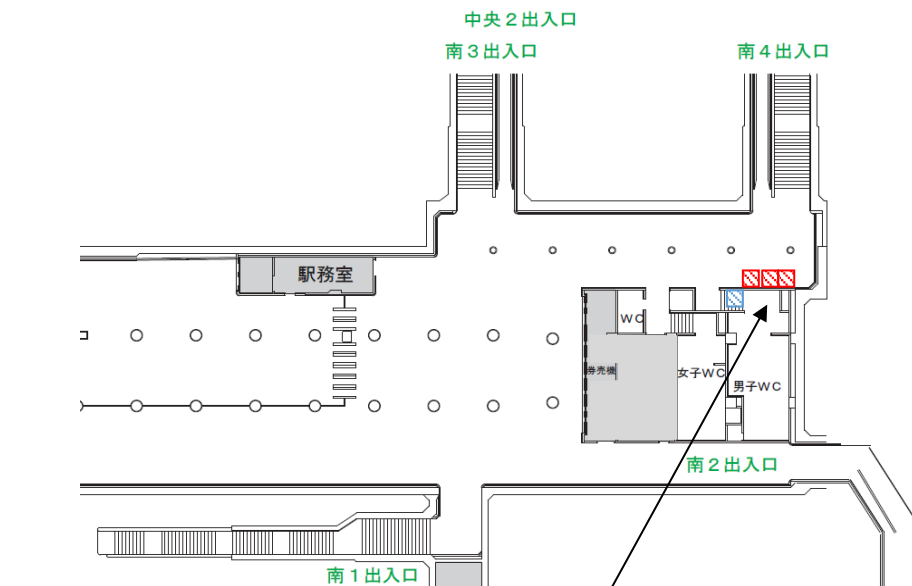 中央２出入口
南３出入口
南４出入口
駅務室
ＷＣ
券売機
女子ＷＣ
男子ＷＣ
南２出入口
南１出入口